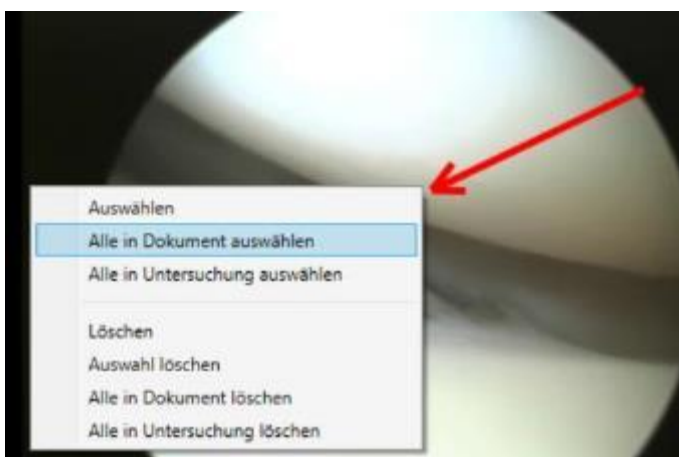 Auswählen
Alle in Dokument auswählen
Alle in Untersuchung auswählen
Löschen
Auswahl löschen
Alle in Dokument löschen
Alle in Untersuchung löschen